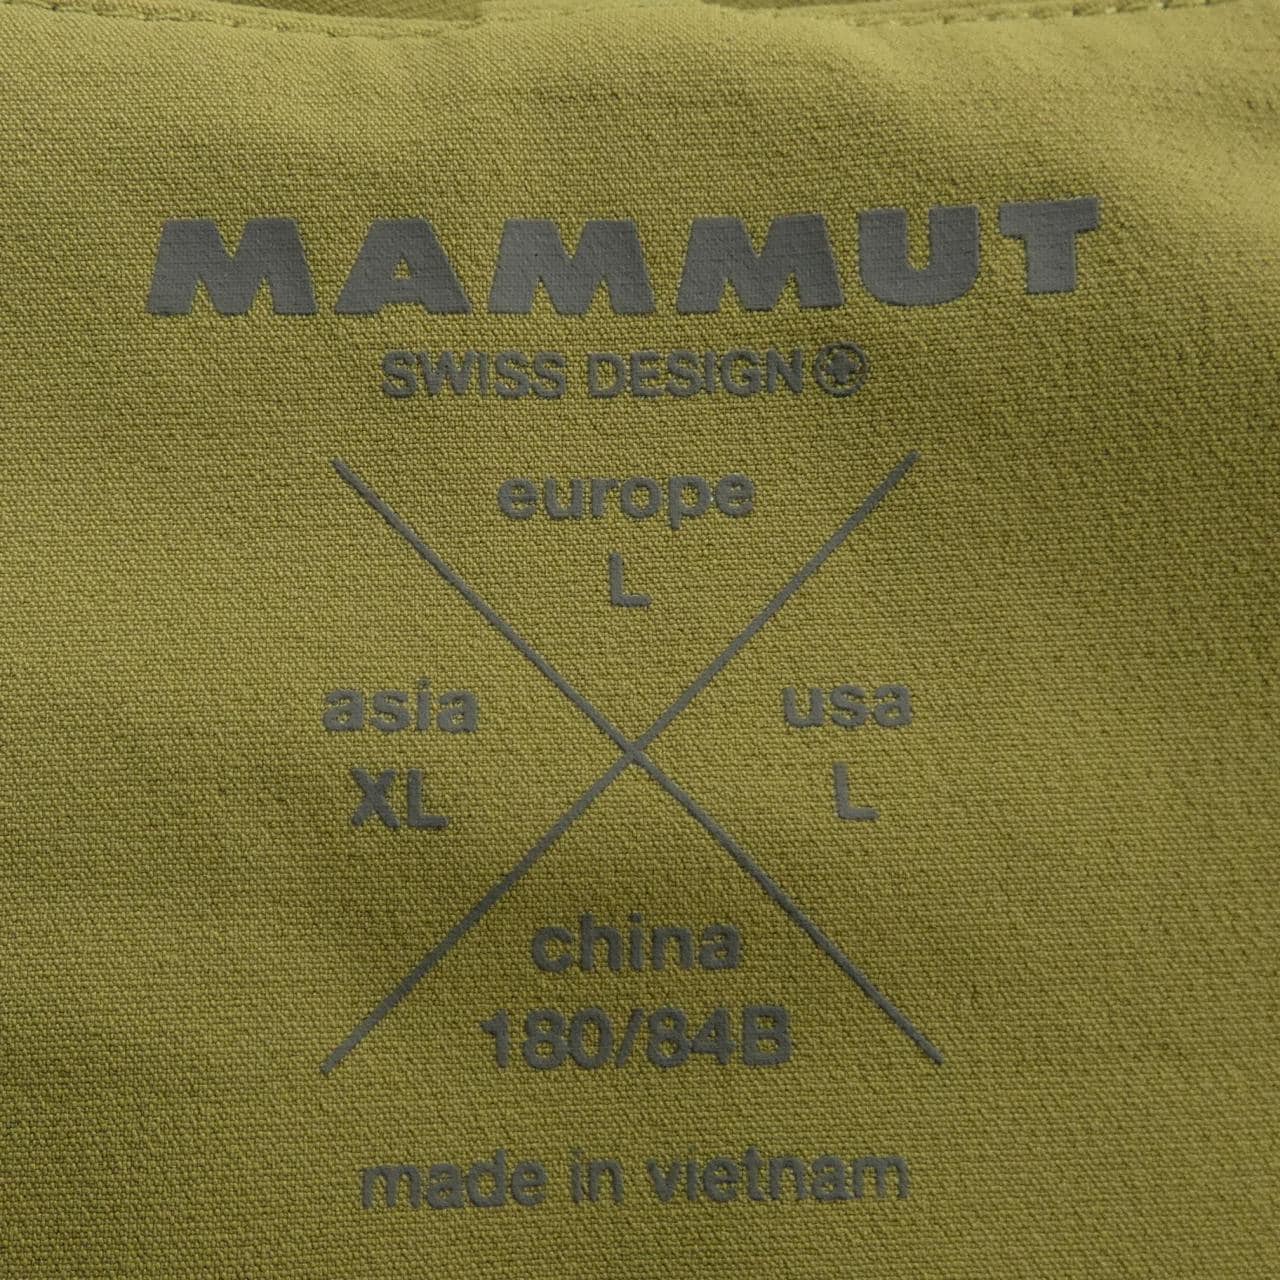 MAMMUT
SWISS DESIGN
europe
L
asia
XL
usa
L
china
180/84B
made in vietnam